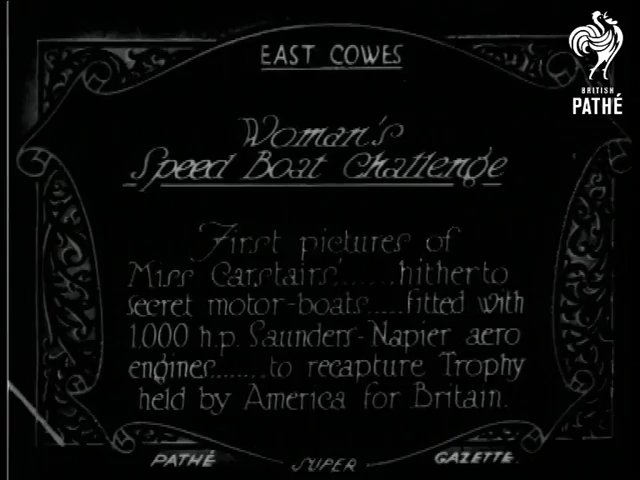 EAST COWES
BRITISH
PATHÉ
Woman's
Speed Boat Challenge
First pictures of
Miss Carstairs'.......hitherto
secret motor-boats.....fitted with
1.000 h.p. Saunders-Napier aero
engines.......to recapture Trophy
held by America for Britain.
PATHÉ SUPER GAZETTE.